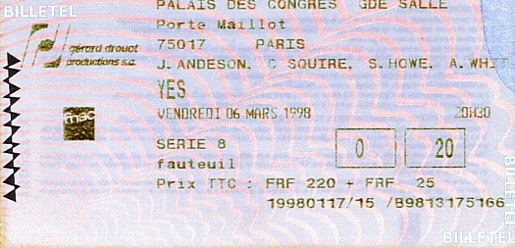 BILLETEL
PALAIS DES CONGRES GDE SALLE
Porte Maillot
75017 PARIS
gérard drouot
productions s.a.
J. ANDESON, C SQUIRE, S. HOWE, A. WHIT
YES
VENDREDI 06 MARS 1998 20H30
fnac
SERIE 8 0 20
fauteuil
Prix TTC : FRF 220 + FRF 25
19980117/15 /B9813175166
BILLETEL
BILLETEL
BILLETEL